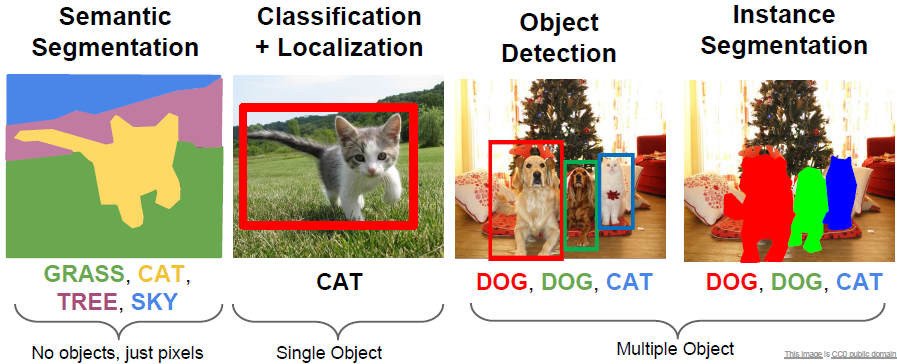 Semantic
Segmentation
Classification
+ Localization
Object
Detection
Instance
Segmentation
GRASS, CAT,
TREE, SKY
CAT
DOG, DOG, CAT
DOG, DOG, CAT
No objects, just pixels
Single Object
Multiple Object
This image is CC0 public domain